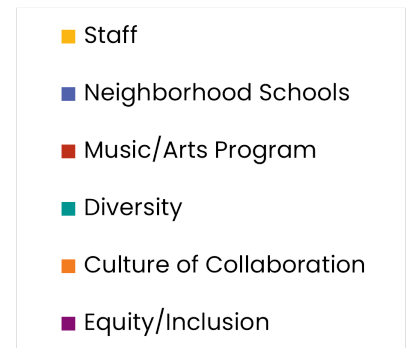 Staff
Neighborhood Schools
Music/Arts Program
Diversity
Culture of Collaboration
Equity/Inclusion